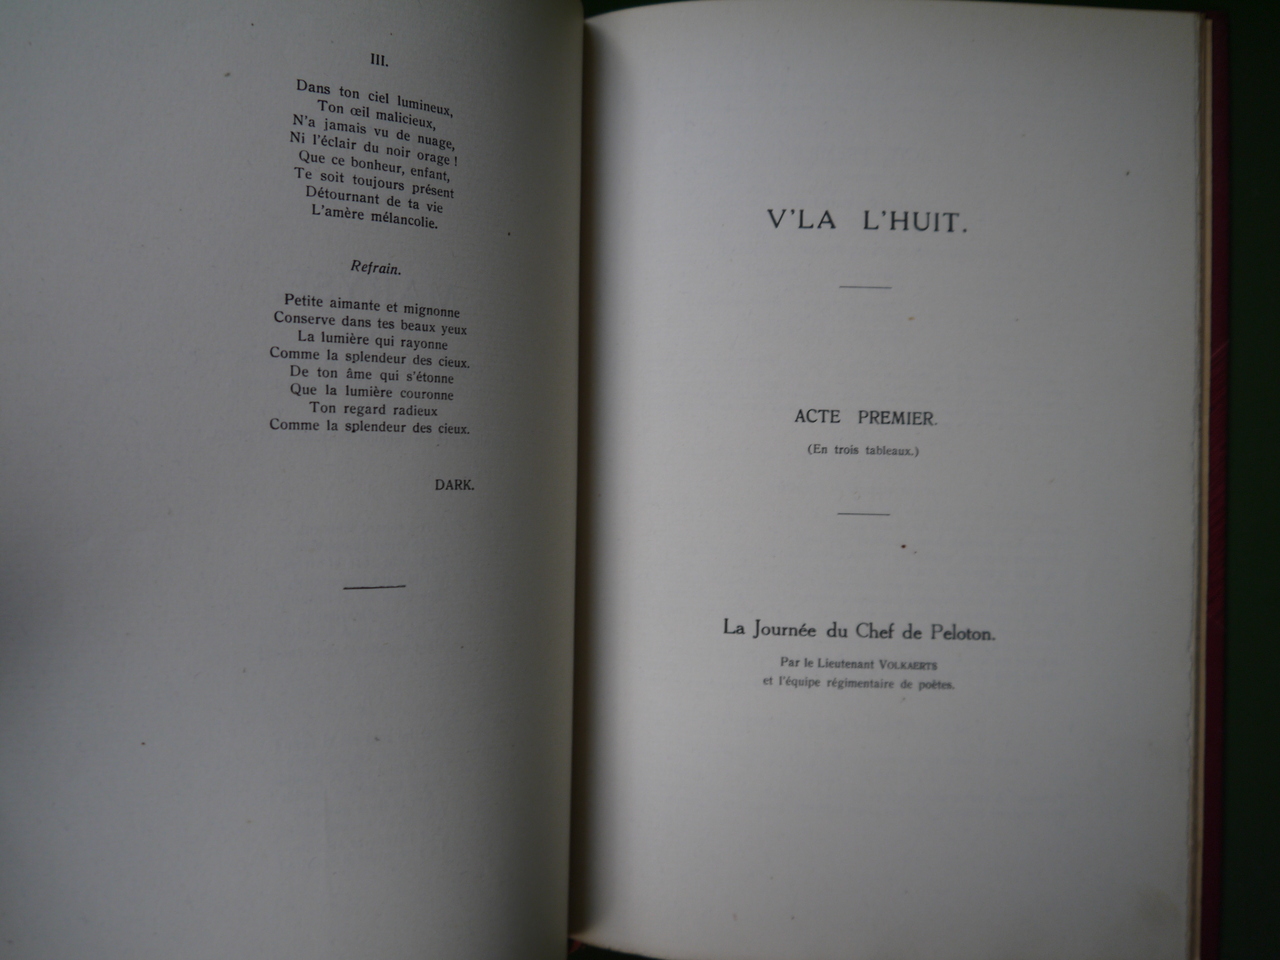 III.
Dans ton ciel lumineux,
Ton œil malicieux,
N'a jamais vu de nuage,
Ni l'éclair du noir orage !
Que ce bonheur, enfant,
Te soit toujours présent
Détournant de ta vie
L'amère mélancolie.
Refrain.
Petite aimante et mignonne
Conserve dans tes beaux yeux
La lumière qui rayonne
Comme la splendeur des cieux.
De ton âme qui s'étonne
Que la lumière couronne
Ton regard radieux
Comme la splendeur des cieux.
DARK.
V'LA L'HUIT.
ACTE PREMIER.
(En trois tableaux.)
La Journée du Chef de Peloton.
Par le Lieutenant VOLKAERTS
et l'équipe régimentaire de poètes.